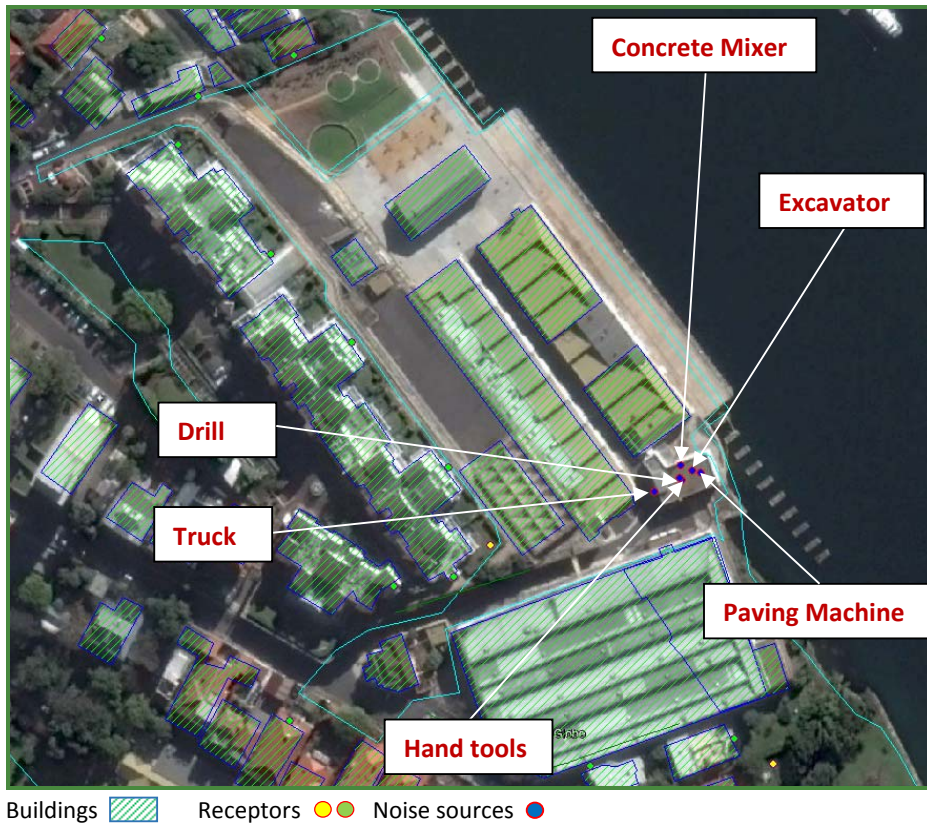 Concrete Mixer
Excavator
Drill
Truck
Paving Machine
Hand tools
Buildings Receptors Noise sources